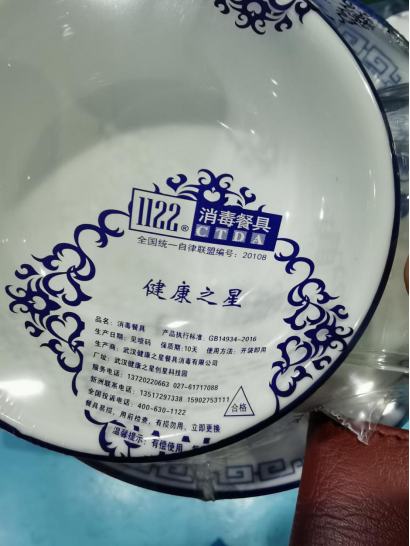 1122® 消毒餐具
CTDA
全国统一自律联盟编号：20108
健康之星
品名：消毒餐具 产品执行标准：GB14934-2016
生产日期：见喷码 保质期：10天 使用方法：开袋即用
生产商：武汉健康之星餐具消毒有限公司
厂址：武汉健康之星创星科技园
服务电话：13720220663 027-61717088
新洲联系电话：13517297338 15902753111
全国投诉电话：400-630-1122
餐具易损，用前检查，有损勿用，立即更换
合格
温馨提示：有偿使用